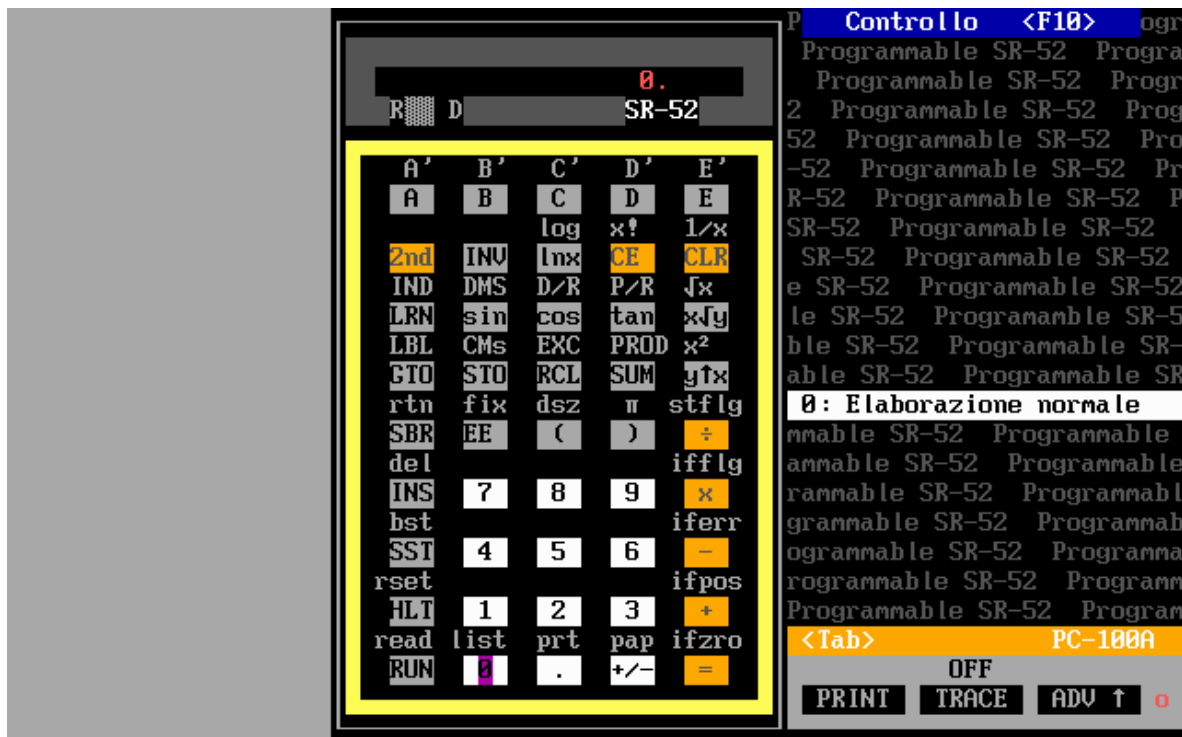 0.
R D SR-52
A' B' C' D' E'
A B C D E
log x! 1/x
2nd INV lnx CE CLR
IND DMS D/R P/R √x
LRN sin cos tan x√y
LBL CMs EXC PROD x²
GTO STO RCL SUM y↑x
rtn fix dsz π stflg
SBR EE ( ) ÷
del ifflg
INS 7 8 9 x
bst iferr
SST 4 5 6 −
rset ifpos
HLT 1 2 3 +
read list prt pap ifzro
RUN 0 . +/− =
P Controllo <F10> ogr
Programmable SR-52 Progra
Programmable SR-52 Progr
2 Programmable SR-52 Prog
52 Programmable SR-52 Pro
-52 Programmable SR-52 Pr
R-52 Programmable SR-52 P
SR-52 Programmable SR-52
SR-52 Programmable SR-52
e SR-52 Programmable SR-52
le SR-52 Programamble SR-5
ble SR-52 Programmable SR-
able SR-52 Programmable SR
0: Elaborazione normale
mmable SR-52 Programmable
ammable SR-52 Programmable
rammable SR-52 Programmabl
grammable SR-52 Programmab
ogrammable SR-52 Programma
rogrammable SR-52 Programm
Programmable SR-52 Program
<Tab> PC-100A
OFF
PRINT TRACE ADV ↑ o